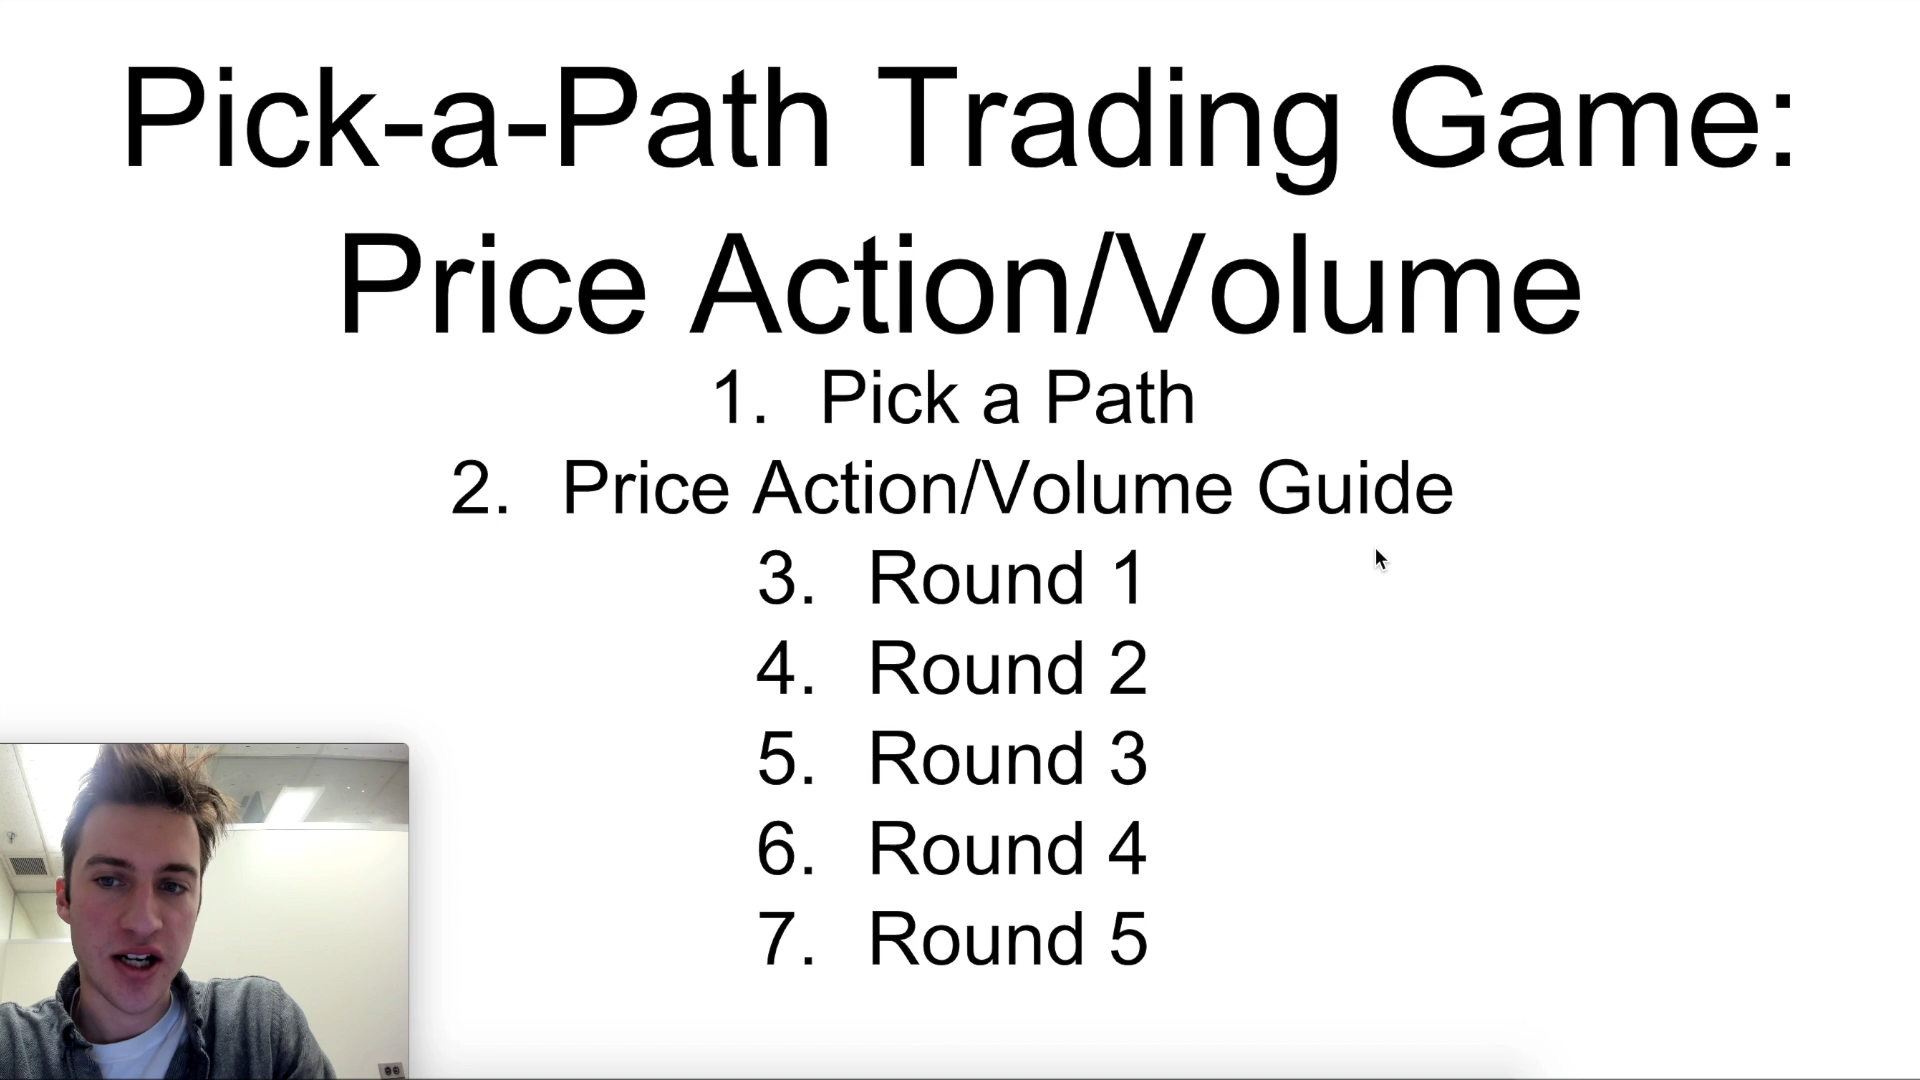 Pick-a-Path Trading Game:
Price Action/Volume
1. Pick a Path
2. Price Action/Volume Guide
3. Round 1
4. Round 2
5. Round 3
6. Round 4
7. Round 5